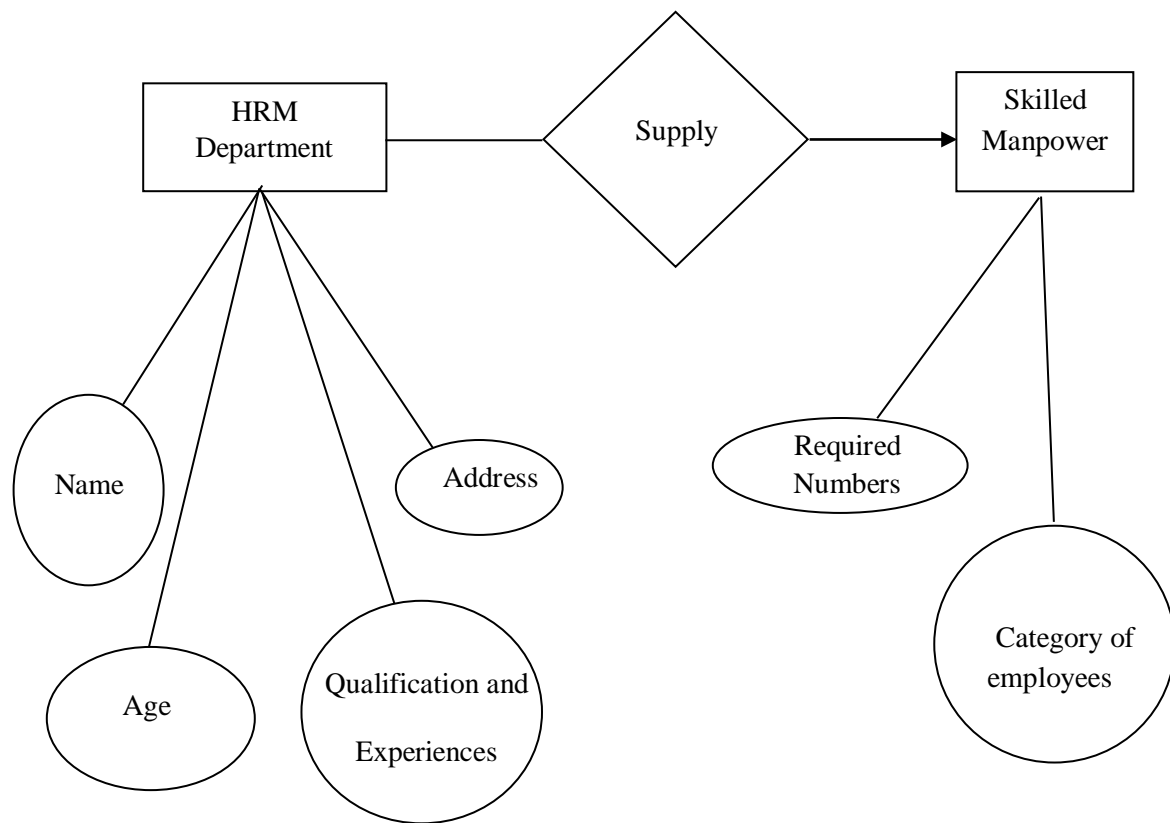 HRM
Department
Supply
Skilled
Manpower
Name
Address
Required
Numbers
Age
Qualification and
Experiences
Category of
employees